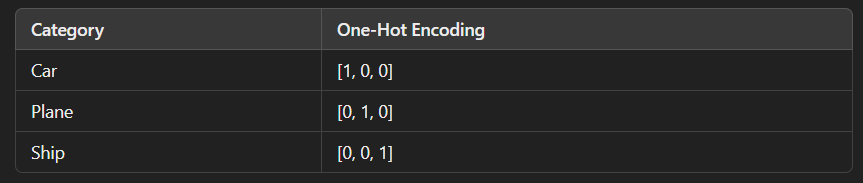 Category One-Hot Encoding
Car [1, 0, 0]
Plane [0, 1, 0]
Ship [0, 0, 1]